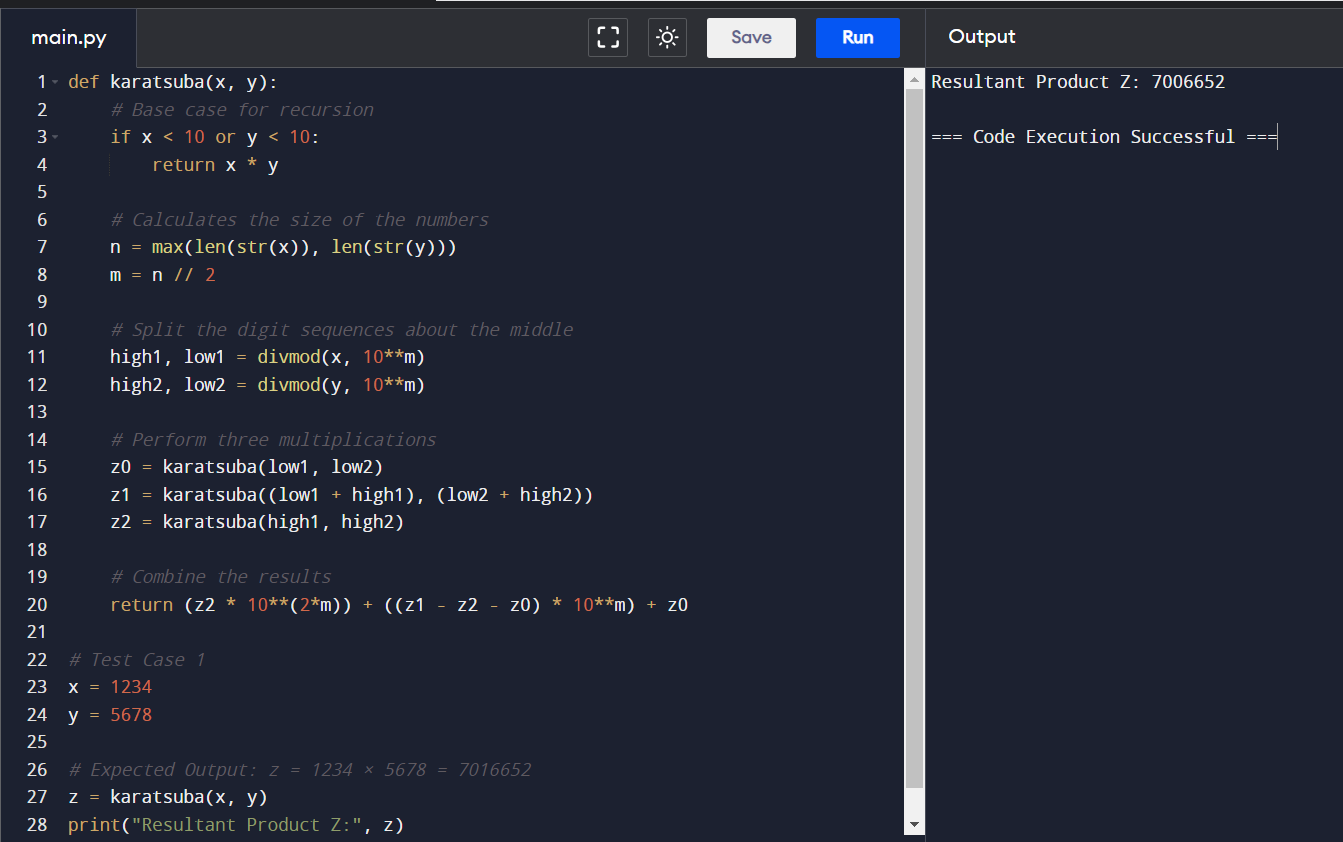 main.py
Save
Run
Output
1 def karatsuba(x, y):
2 # Base case for recursion
3 if x < 10 or y < 10:
4 return x * y
5
6 # Calculates the size of the numbers
7 n = max(len(str(x)), len(str(y)))
8 m = n // 2
9
10 # Split the digit sequences about the middle
11 high1, low1 = divmod(x, 10**m)
12 high2, low2 = divmod(y, 10**m)
13
14 # Perform three multiplications
15 z0 = karatsuba(low1, low2)
16 z1 = karatsuba((low1 + high1), (low2 + high2))
17 z2 = karatsuba(high1, high2)
18
19 # Combine the results
20 return (z2 * 10**(2*m)) + ((z1 - z2 - z0) * 10**m) + z0
21
22 # Test Case 1
23 x = 1234
24 y = 5678
25
26 # Expected Output: z = 1234 × 5678 = 7016652
27 z = karatsuba(x, y)
28 print("Resultant Product Z:", z)
Resultant Product Z: 7006652
=== Code Execution Successful ===